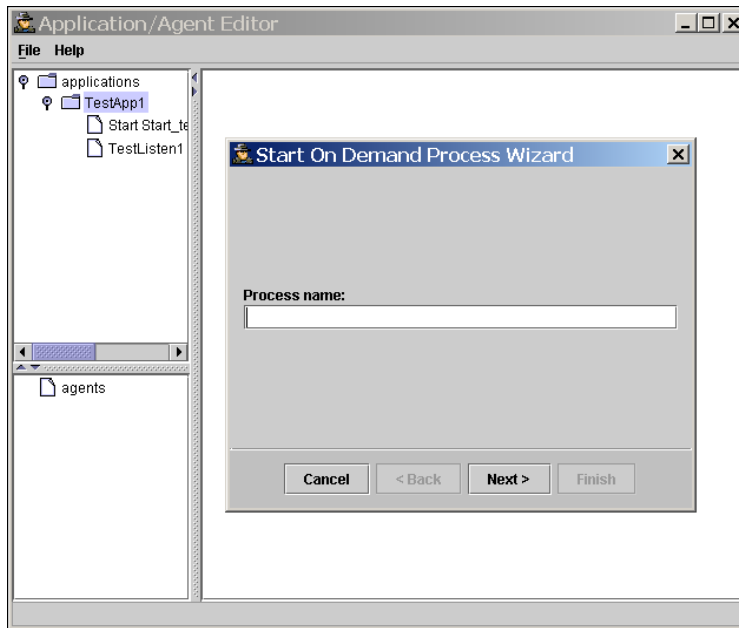 Application/Agent Editor
File Help
applications
TestApp1
Start Start_te
TestListen1
agents
Start On Demand Process Wizard
Process name:
Cancel < Back Next > Finish